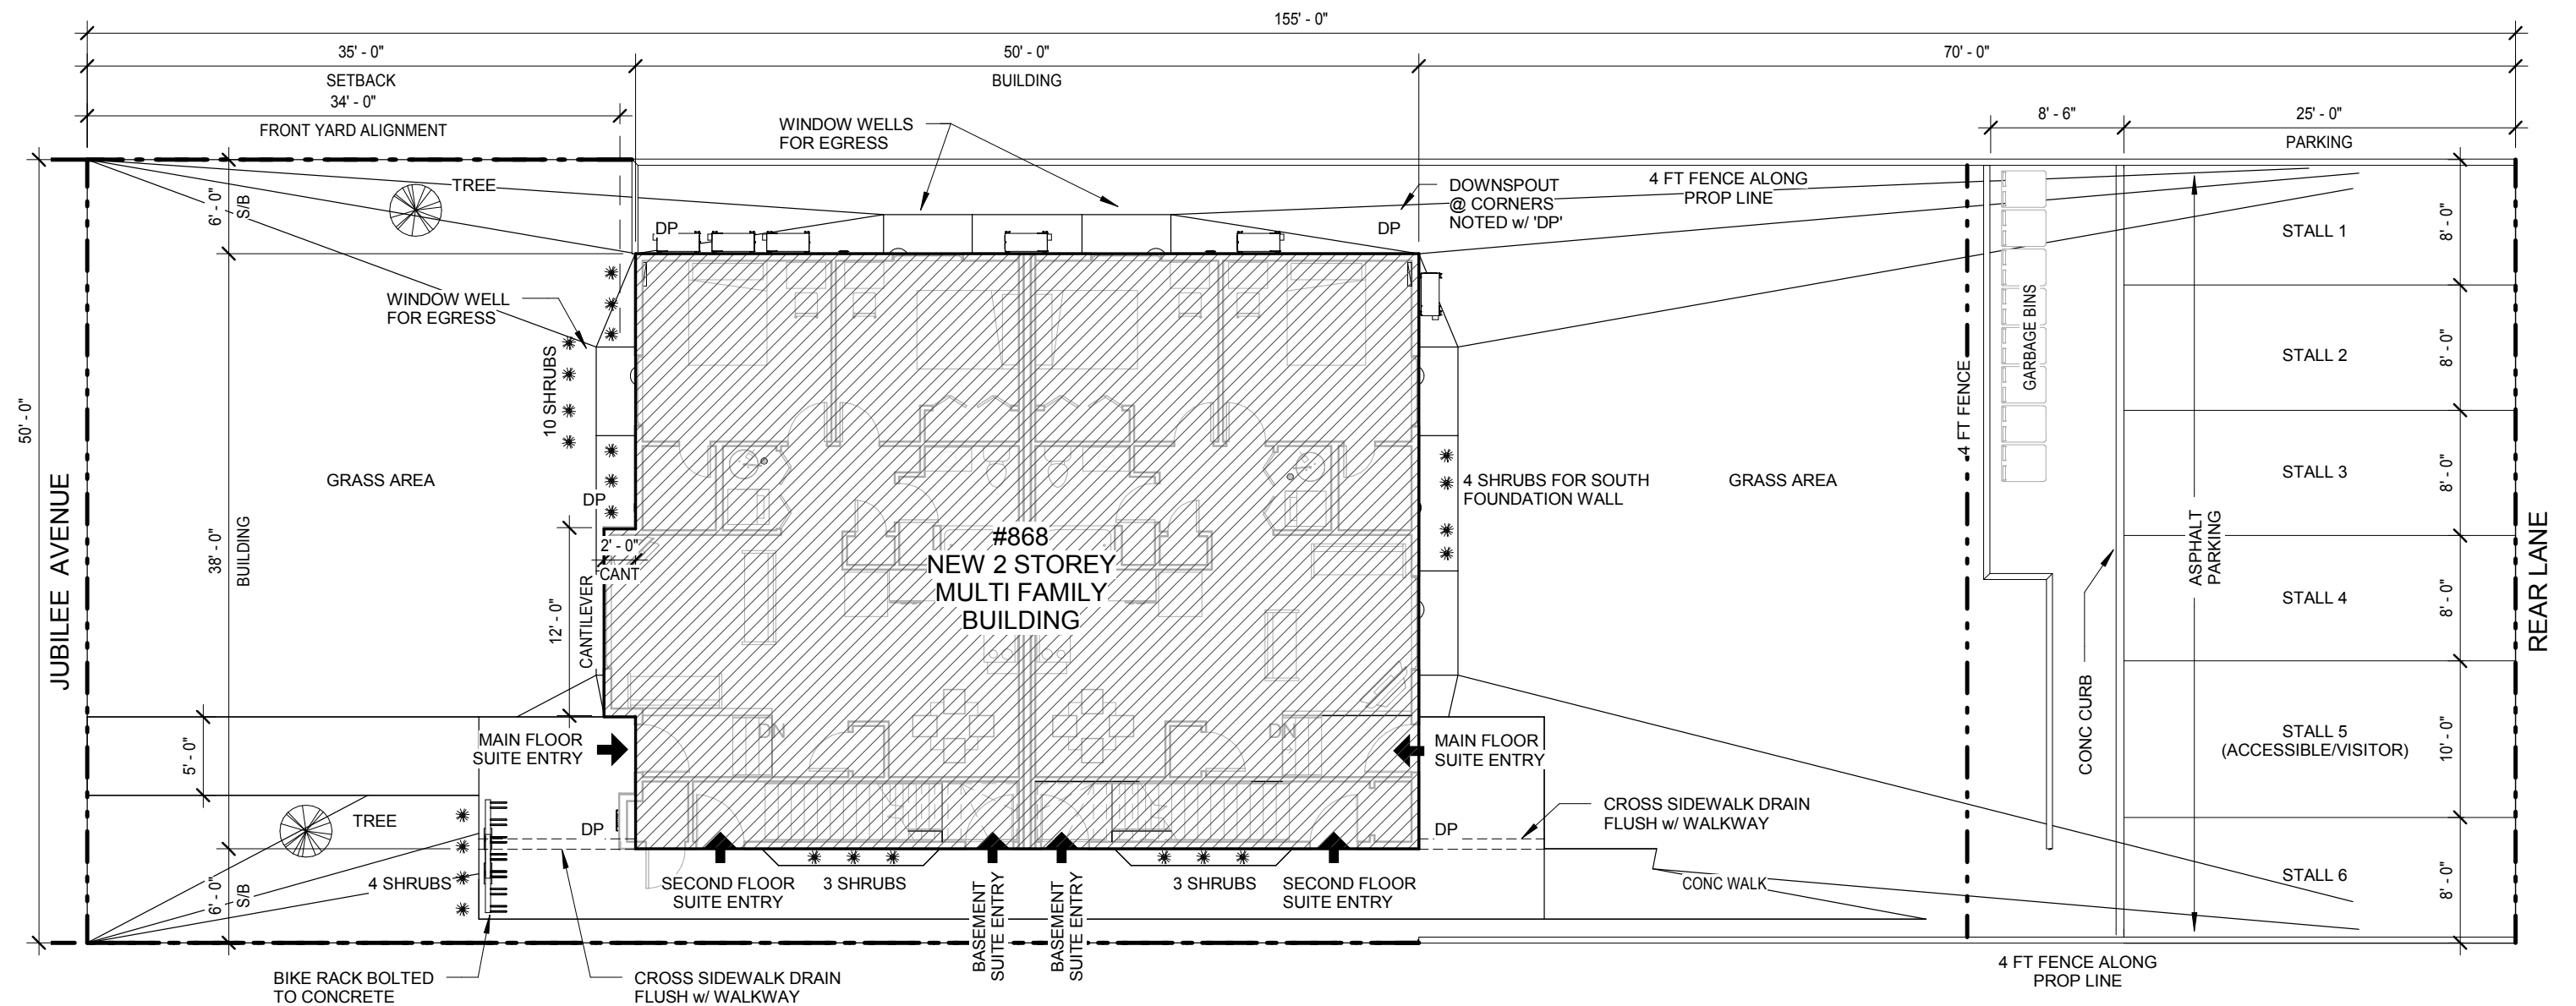 155' - 0"
35' - 0"
50' - 0"
70' - 0"
SETBACK
BUILDING
34' - 0"
8' - 6"
25' - 0"
FRONT YARD ALIGNMENT
PARKING
WINDOW WELLS
FOR EGRESS
TREE
6' - 0"
S/B
DOWNSPOUT
@ CORNERS
NOTED w/ 'DP'
4 FT FENCE ALONG
PROP LINE
DP
DP
STALL 1
8' - 0"
WINDOW WELL
FOR EGRESS
10 SHRUBS
GARBAGE BINS
STALL 2
8' - 0"
4 FT FENCE
50' - 0"
JUBILEE AVENUE
GRASS AREA
DP
4 SHRUBS FOR SOUTH
FOUNDATION WALL
GRASS AREA
STALL 3
8' - 0"
38' - 0"
BUILDING
2' - 0"
CANT
12' - 0"
CANTILEVER
#868
NEW 2 STOREY
MULTI FAMILY
BUILDING
ASPHALT
PARKING
STALL 4
8' - 0"
REAR LANE
CONC CURB
5' - 0"
MAIN FLOOR
SUITE ENTRY
DN
DN
MAIN FLOOR
SUITE ENTRY
STALL 5
(ACCESSIBLE/VISITOR)
10' - 0"
TREE
DP
DP
CROSS SIDEWALK DRAIN
FLUSH w/ WALKWAY
6' - 0"
S/B
4 SHRUBS
SECOND FLOOR
SUITE ENTRY
3 SHRUBS
BASEMENT
SUITE ENTRY
BASEMENT
SUITE ENTRY
3 SHRUBS
SECOND FLOOR
SUITE ENTRY
CONC WALK
STALL 6
8' - 0"
BIKE RACK BOLTED
TO CONCRETE
CROSS SIDEWALK DRAIN
FLUSH w/ WALKWAY
4 FT FENCE ALONG
PROP LINE